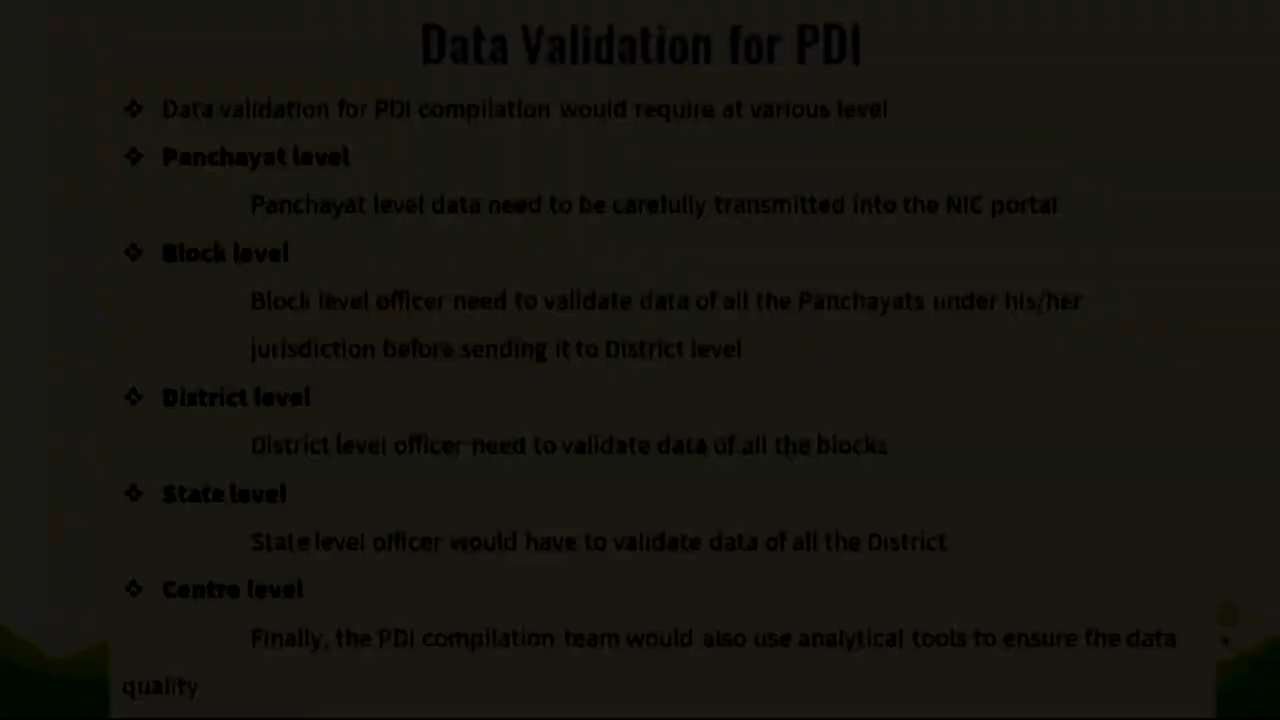 Data Validation for PDI
❖ Data validation for PDI compilation would require at various level
❖ Panchayat level
Panchayat level data need to be carefully transmitted into the NIC portal
❖ Block level
Block level officer need to validate data of all the Panchayats under his/her
jurisdiction before sending it to District level
❖ District level
District level officer need to validate data of all the blocks
❖ State level
State level officer would have to validate data of all the District
❖ Centre level
Finally, the PDI compilation team would also use analytical tools to ensure the data
quality